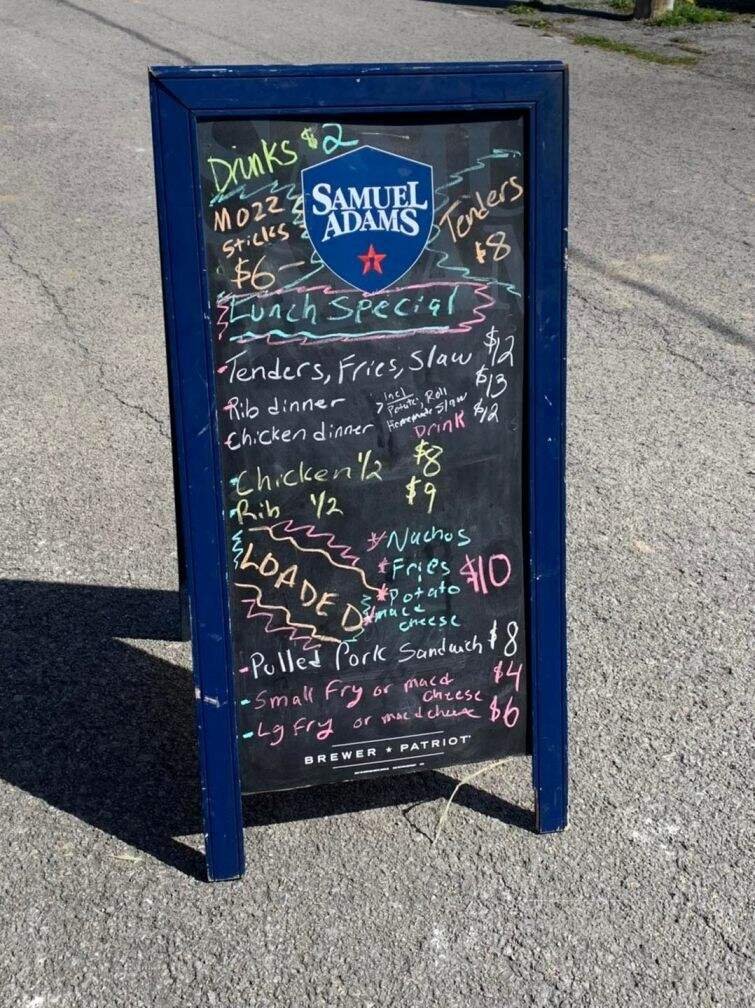 Drinks $2
SAMUEL
ADAMS
Mozz
Sticks
$6
Tenders
$8
Lunch Special
-Tenders, Fries, Slaw $12
-Rib dinner $13
-Chicken dinner $12
Incl
Potato, Roll
Homemade Slaw
Drink
-Chicken 1/2 $8
-Rib 1/2 $9
LOADED
*Nachos
*Fries $10
*Potato
*mac &
cheese
-Pulled Pork Sandwich $8
-Small Fry or mac &
cheese $4
-Lg Fry or mac & cheese $6
BREWER ★ PATRIOT